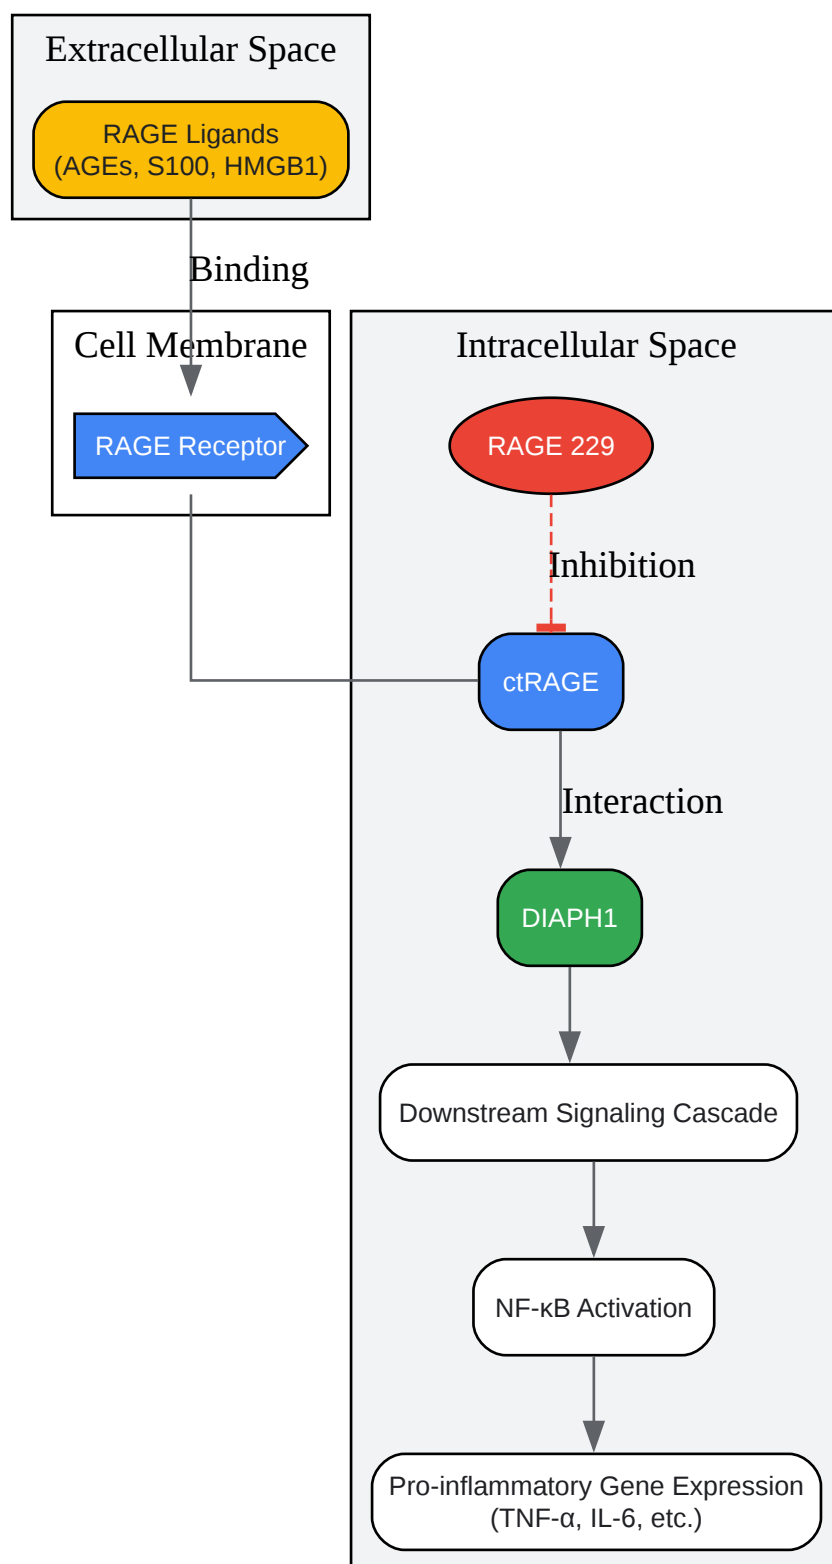 Extracellular Space
RAGE Ligands
(AGEs, S100, HMGB1)
Binding
Cell Membrane
RAGE Receptor
Intracellular Space
RAGE 229
Inhibition
ctRAGE
Interaction
DIAPH1
Downstream Signaling Cascade
NF-κB Activation
Pro-inflammatory Gene Expression
(TNF-α, IL-6, etc.)